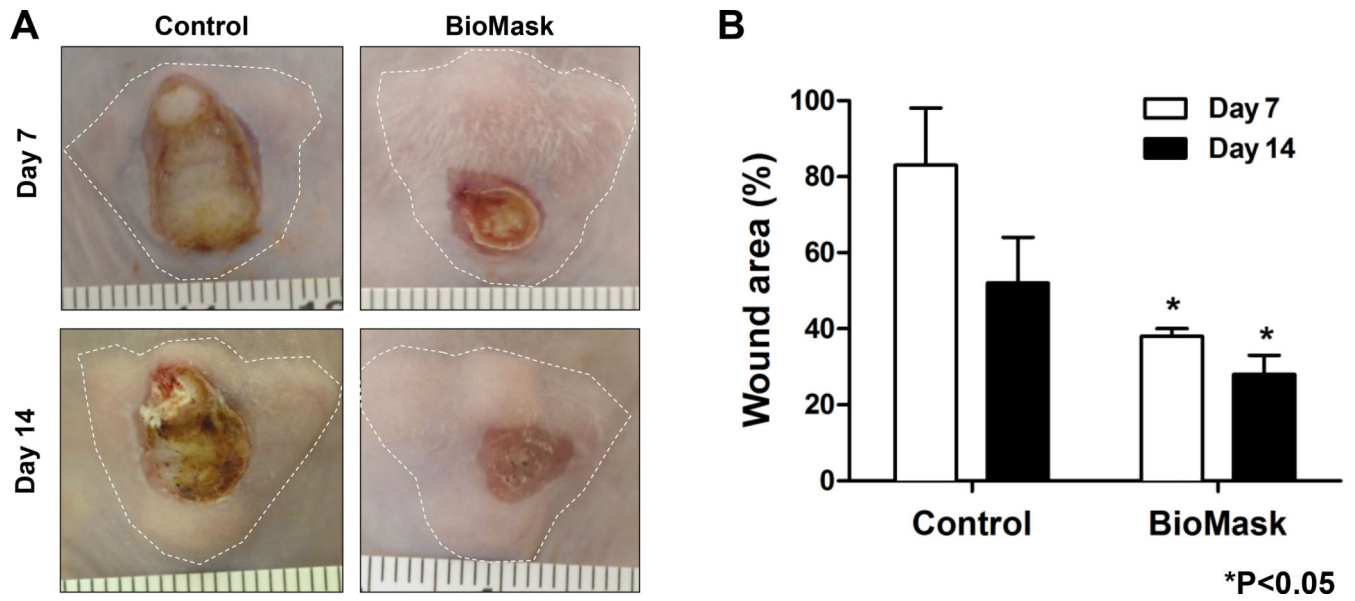 A
Control
BioMask
Day 7
Day 14
B
Wound area (%)
100
80
60
40
20
0
Day 7
Day 14
*
*
Control
BioMask
*P<0.05